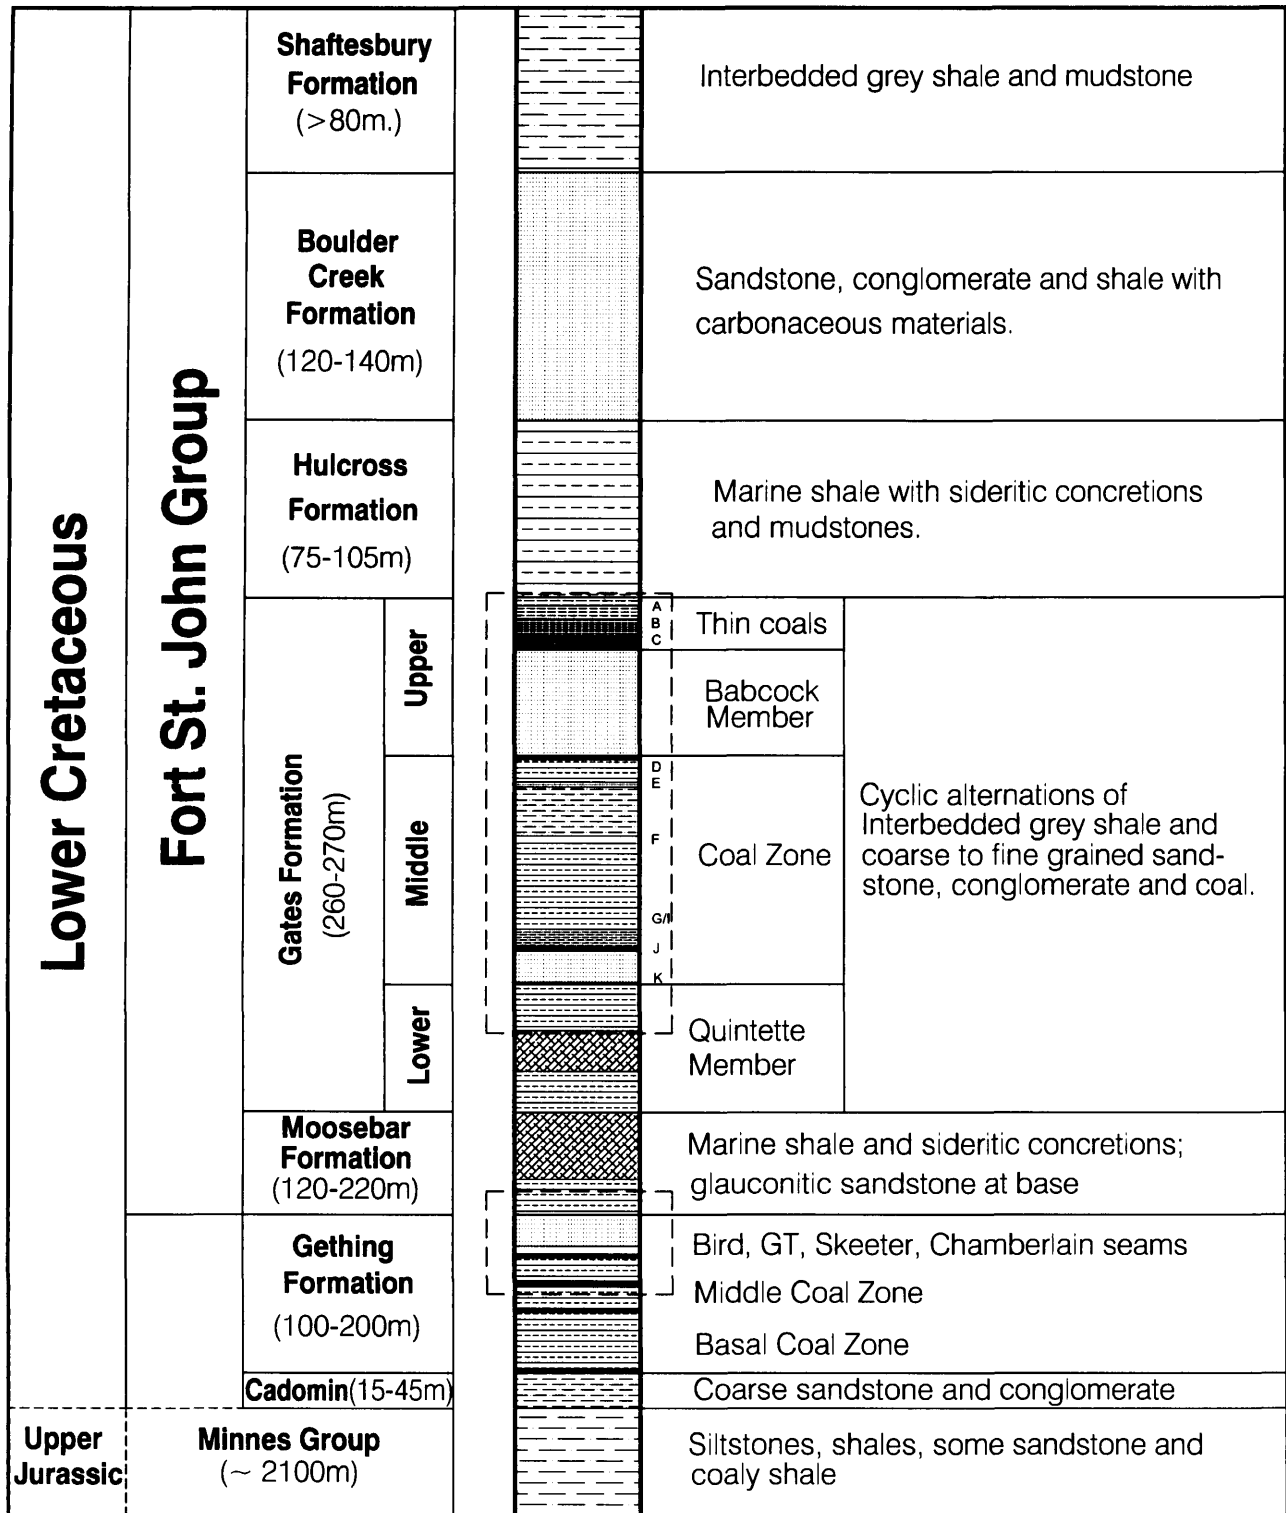 Lower Cretaceous
Upper
Jurassic
Fort St. John Group
Shaftesbury
Formation
(>80m.)
Interbedded grey shale and mudstone
Boulder
Creek
Formation
(120-140m)
Sandstone, conglomerate and shale with
carbonaceous materials.
Hulcross
Formation
(75-105m)
Marine shale with sideritic concretions
and mudstones.
Gates Formation
(260-270m)
Upper
A
B
C
Thin coals
Babcock
Member
Middle
D
E
F
G/I
J
K
Coal Zone
Lower
Quintette
Member
Cyclic alternations of
Interbedded grey shale and
coarse to fine grained sand-
stone, conglomerate and coal.
Moosebar
Formation
(120-220m)
Marine shale and sideritic concretions;
glauconitic sandstone at base
Gething
Formation
(100-200m)
Bird, GT, Skeeter, Chamberlain seams
Middle Coal Zone
Basal Coal Zone
Cadomin(15-45m)
Coarse sandstone and conglomerate
Minnes Group
(~ 2100m)
Siltstones, shales, some sandstone and
coaly shale